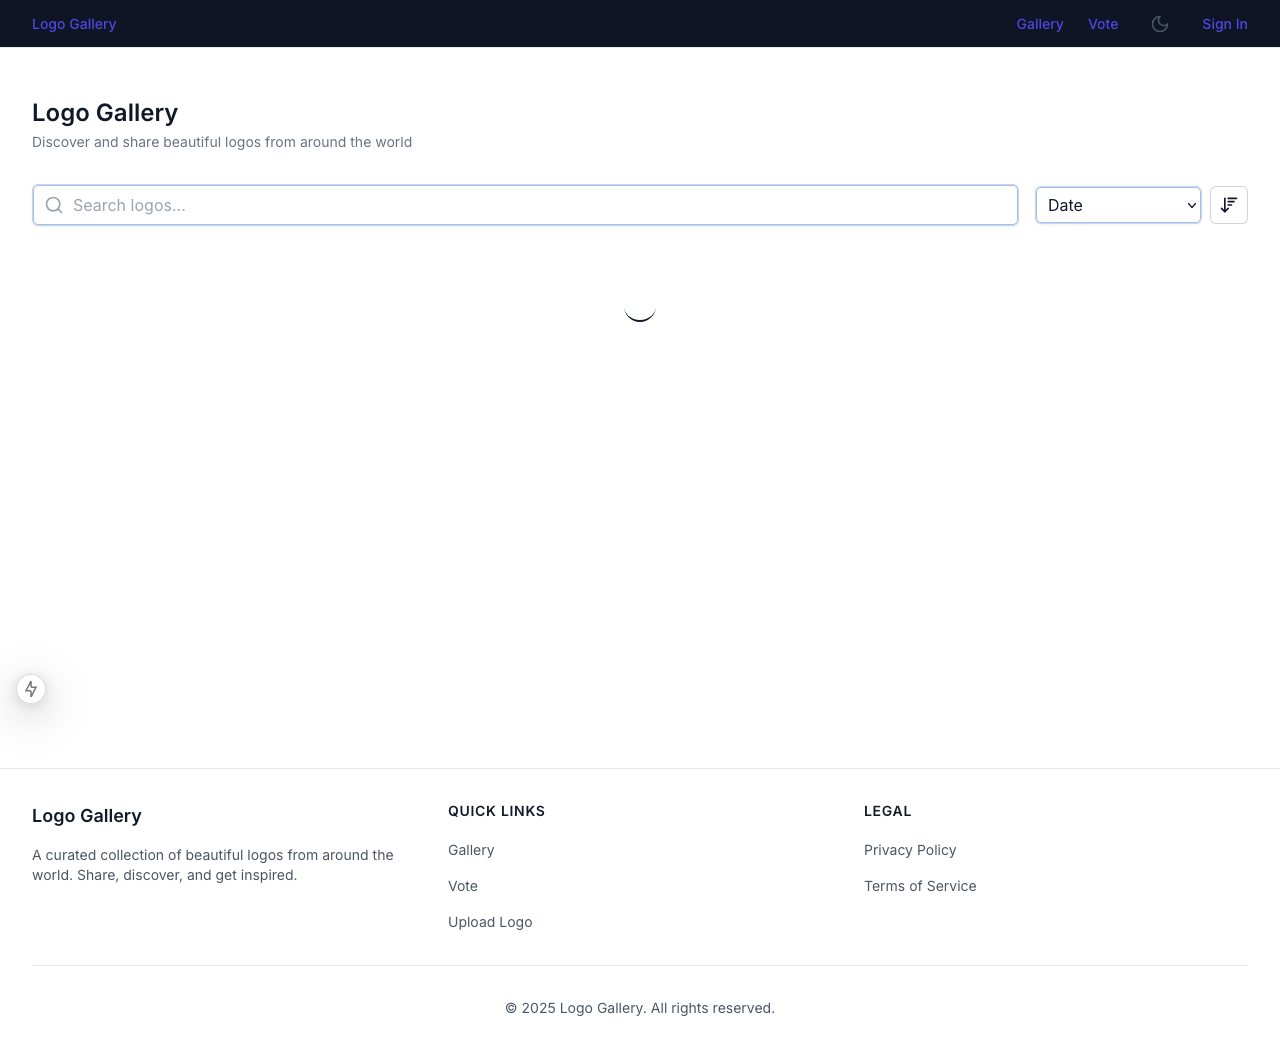 Logo Gallery
Gallery
Vote
Sign In
Logo Gallery
Discover and share beautiful logos from around the world
Search logos...
Date
Logo Gallery
A curated collection of beautiful logos from around the
world. Share, discover, and get inspired.
QUICK LINKS
Gallery
Vote
Upload Logo
LEGAL
Privacy Policy
Terms of Service
© 2025 Logo Gallery. All rights reserved.